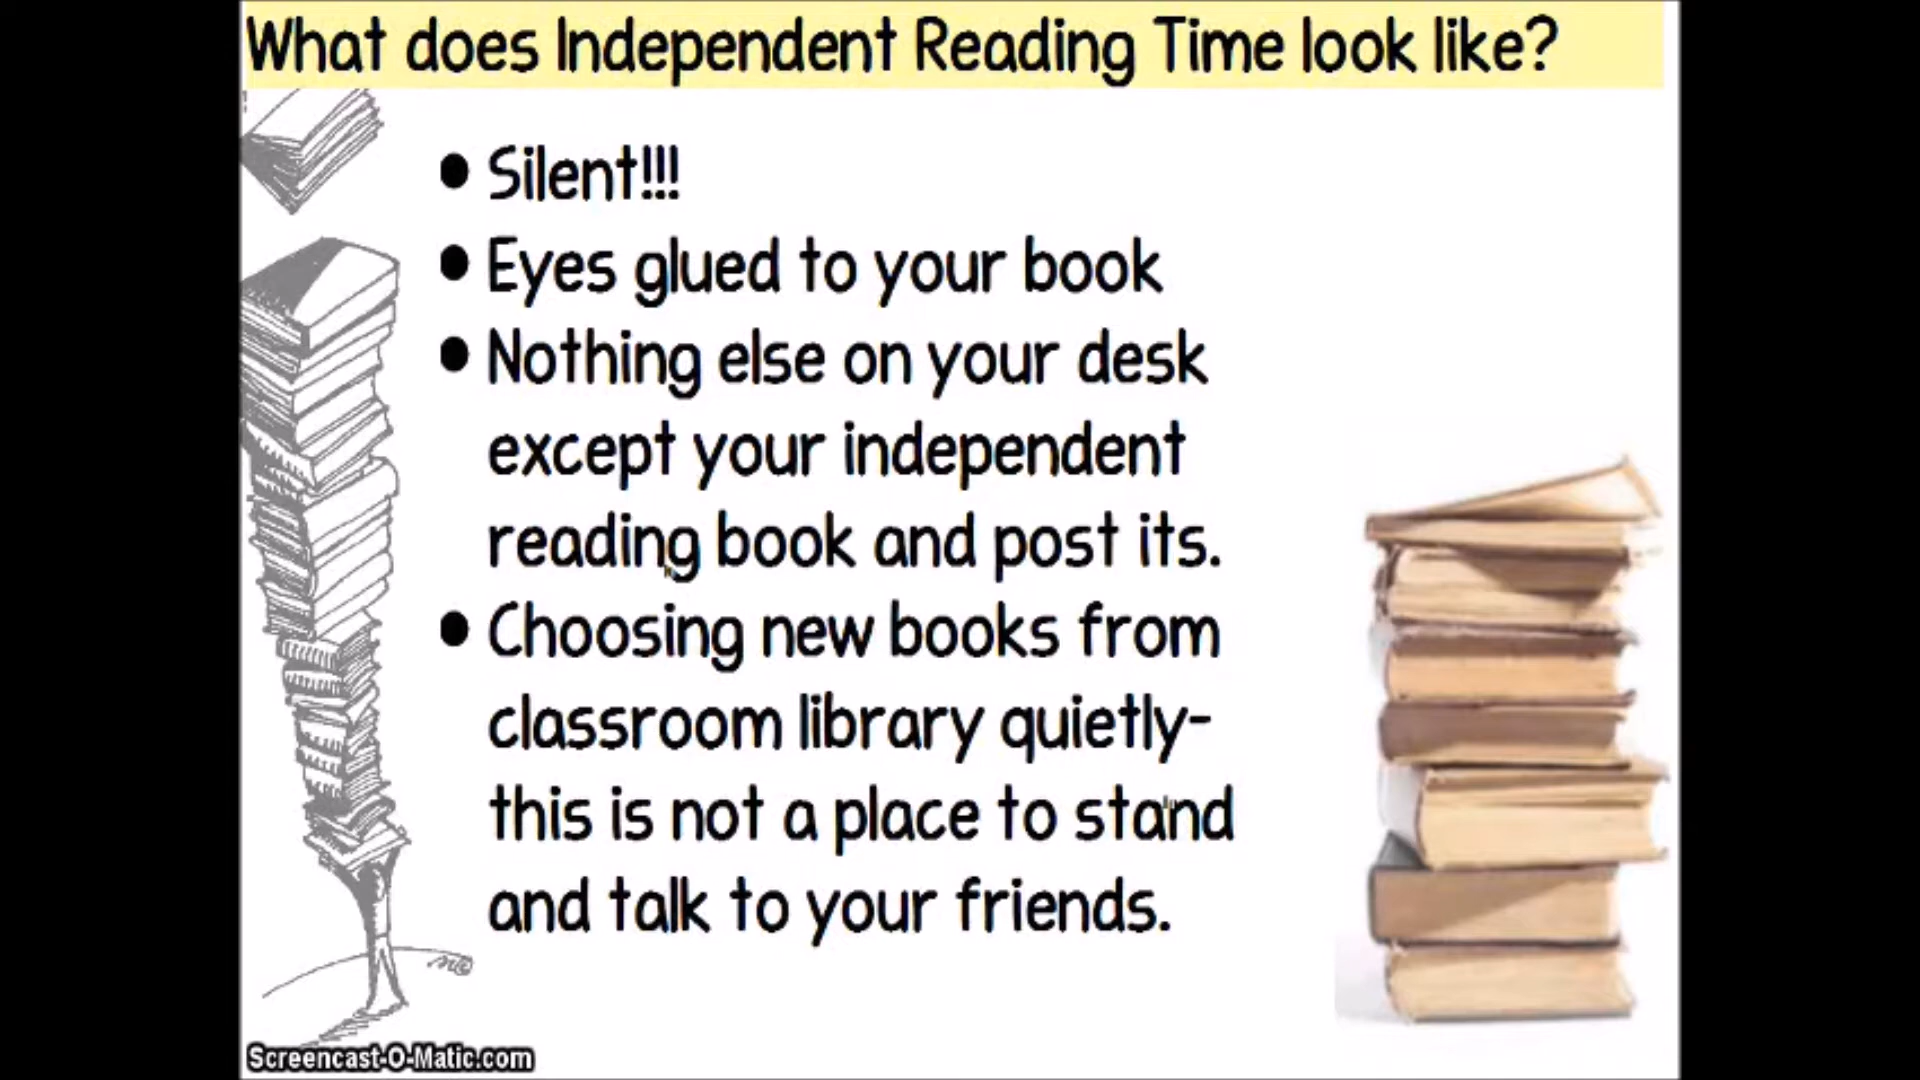 What does Independent Reading Time look like?
• Silent!!!
• Eyes glued to your book
• Nothing else on your desk
except your independent
reading book and post its.
• Choosing new books from
classroom library quietly-
this is not a place to stand
and talk to your friends.
Screencast-O-Matic.com